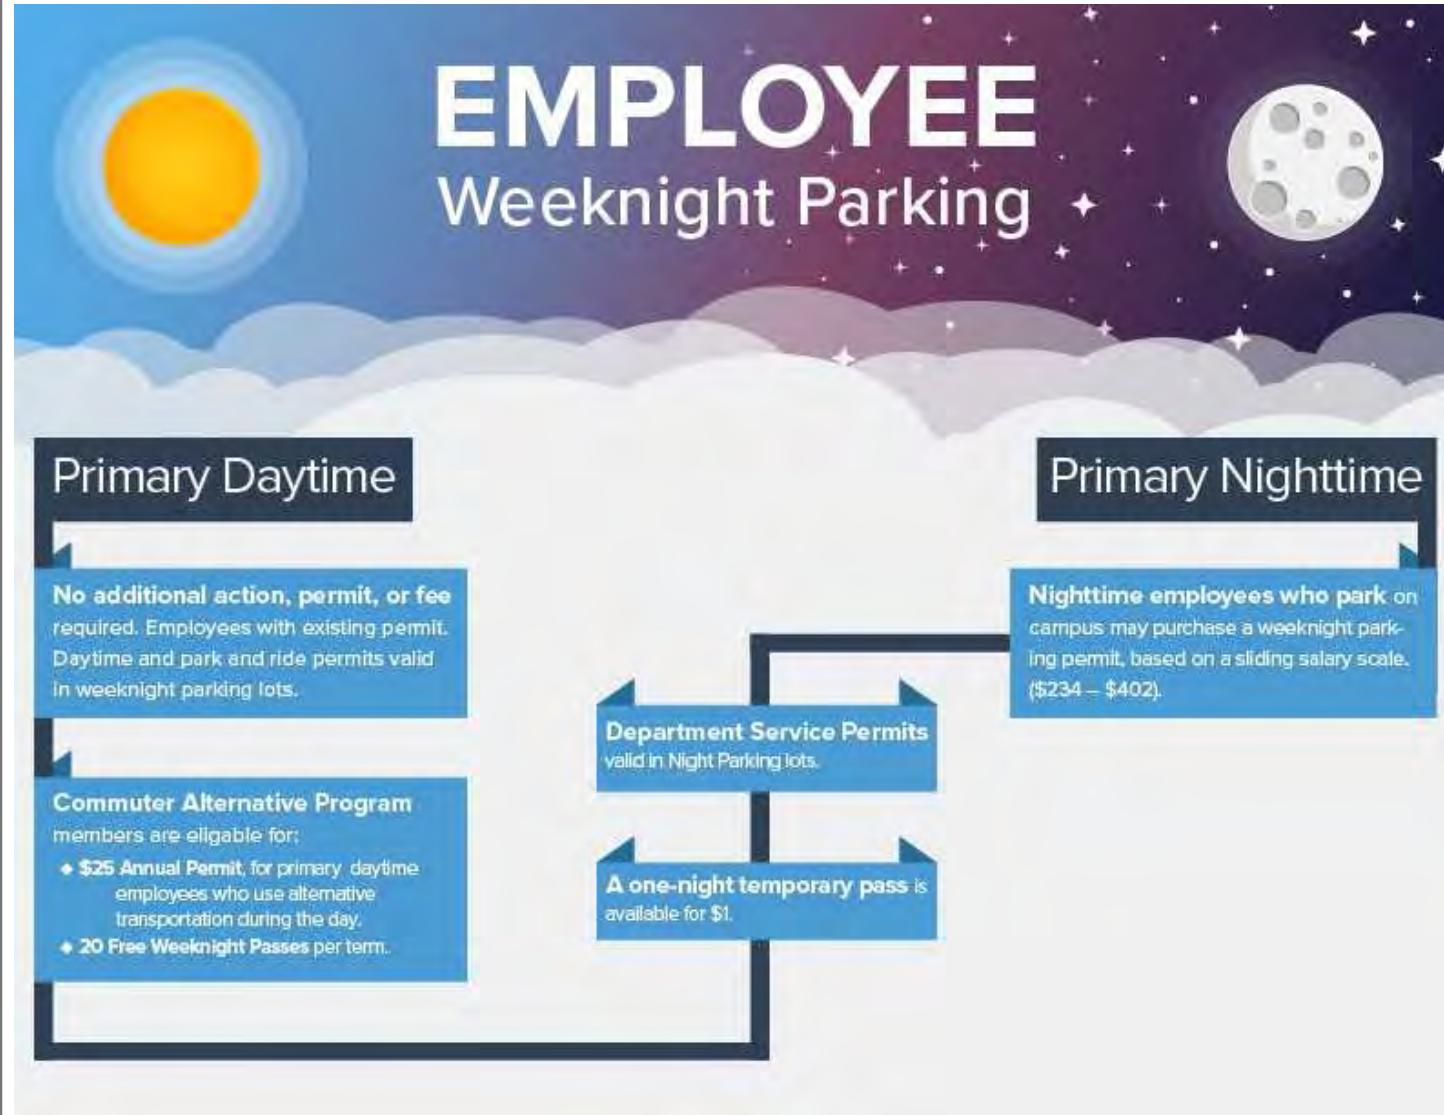 EMPLOYEE
Weeknight Parking
Primary Daytime
No additional action, permit, or fee
required. Employees with existing permit.
Daytime and park and ride permits valid
in weeknight parking lots.
Commuter Alternative Program
members are eligable for:
◆ $25 Annual Permit, for primary daytime
employees who use alternative
transportation during the day.
◆ 20 Free Weeknight Passes per term.
Department Service Permits
valid in Night Parking lots.
A one-night temporary pass is
available for $1.
Primary Nighttime
Nighttime employees who park on
campus may purchase a weeknight park-
ing permit, based on a sliding salary scale.
($234 – $402).